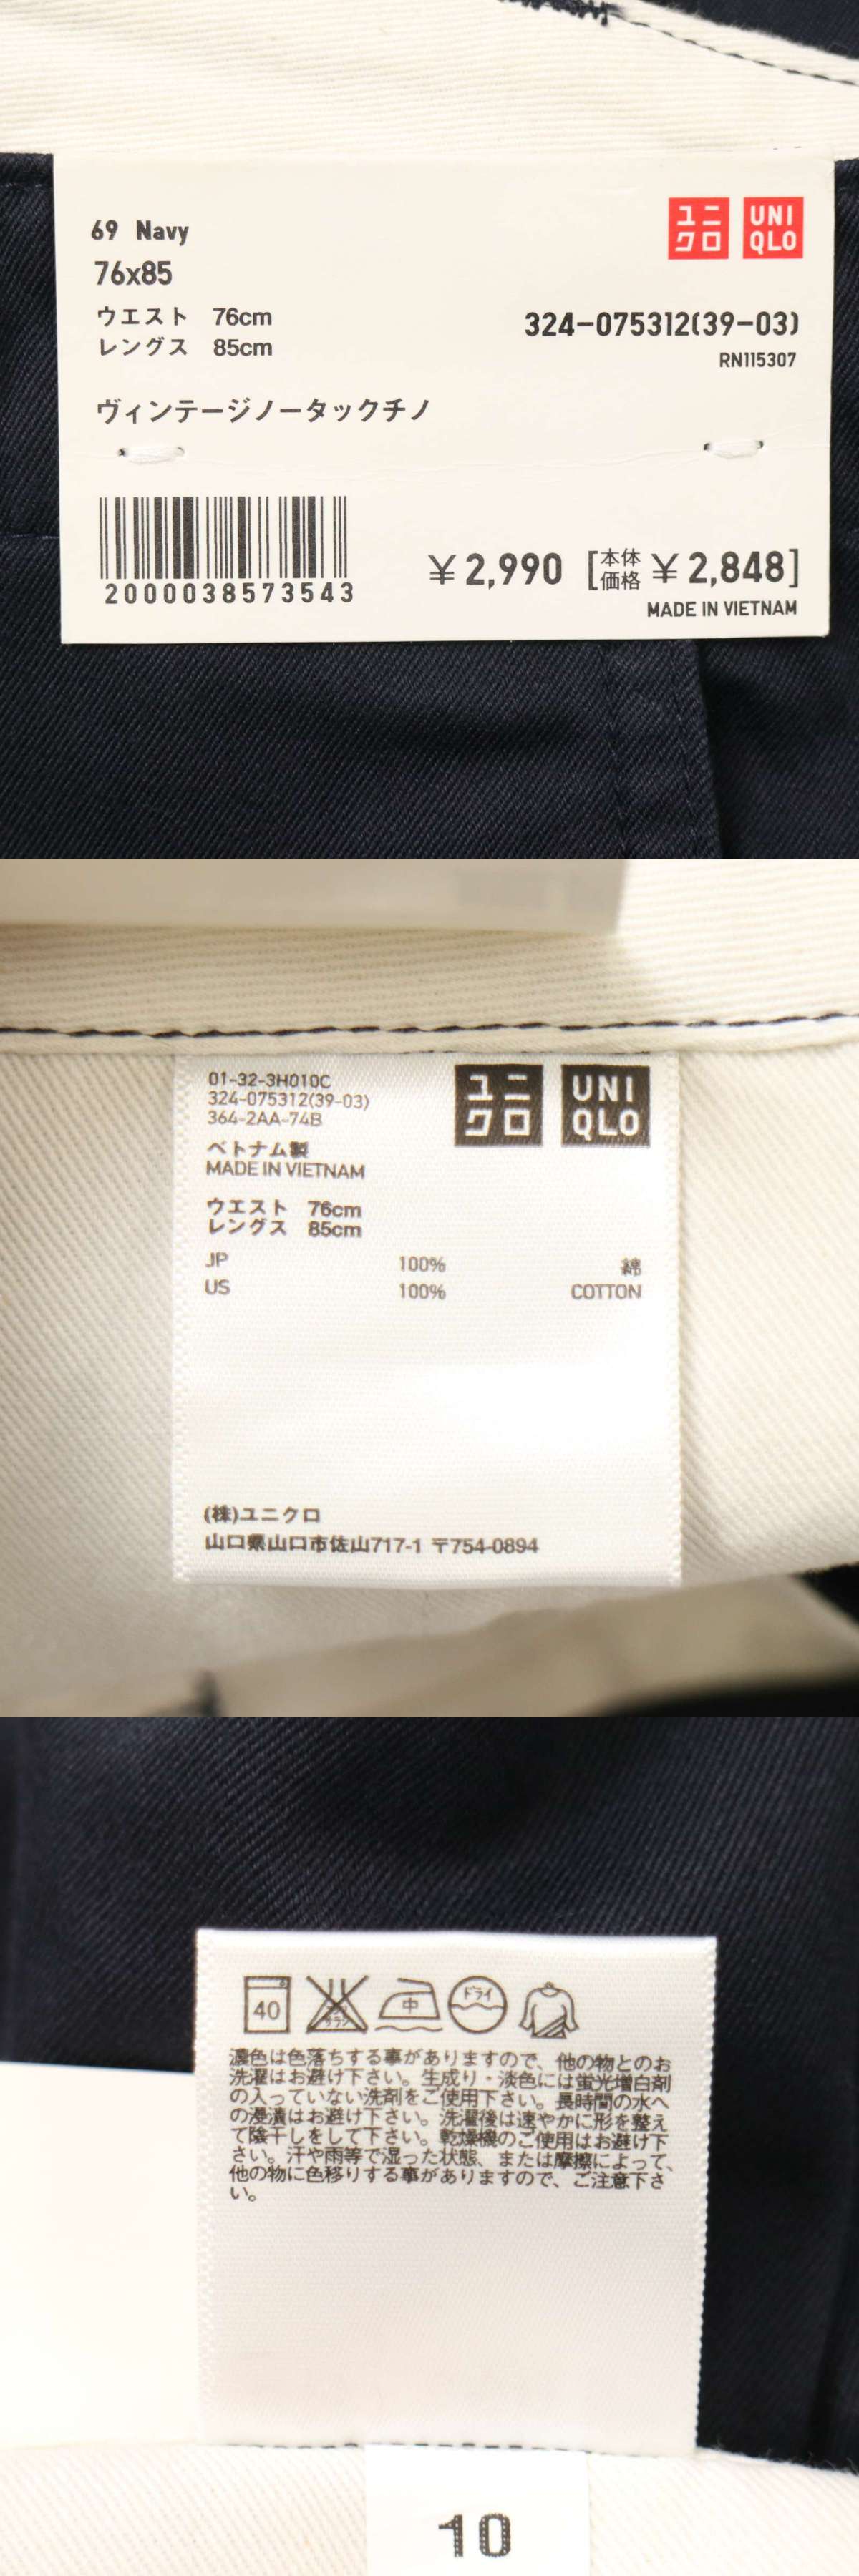 69 Navy
76x85
ウエスト 76cm
レングス 85cm
ユニクロ
UNIQLO
324-075312(39-03)
RN115307
ヴィンテージノータックチノ
2000038573543
¥2,990 [本体価格 ¥2,848]
MADE IN VIETNAM
01-32-3H010C
324-075312(39-03)
364-2AA-74B
ユニクロ
UNIQLO
ベトナム製
MADE IN VIETNAM
ウエスト 76cm
レングス 85cm
JP 100% 綿
US 100% COTTON
(株)ユニクロ
山口県山口市佐山717-1 〒754-0894
40 エンソサラシ 中 ドライ
濃色は色落ちする事がありますので、他の物とのお
洗濯はお避け下さい。生成り・淡色には蛍光増白剤
の入っていない洗剤をご使用下さい。長時間の水へ
の浸漬はお避け下さい。洗濯後は速やかに形を整え
て陰干しをして下さい。乾燥機のご使用はお避け下
さい。汗や雨等で湿った状態、または摩擦によって、
他の物に色移りする事がありますので、ご注意下さ
い。
10